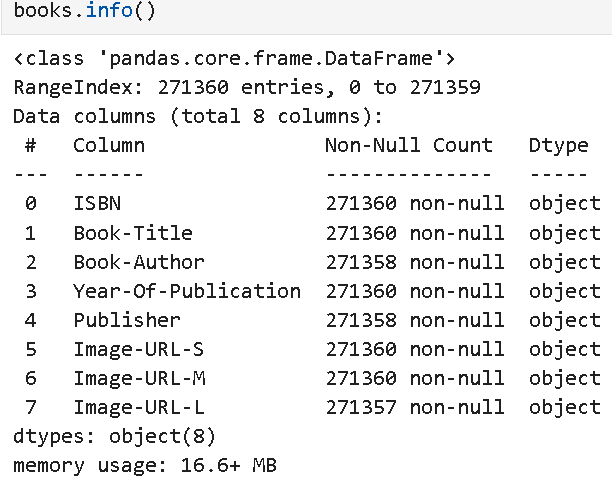 books.info()
<class 'pandas.core.frame.DataFrame'>
RangeIndex: 271360 entries, 0 to 271359
Data columns (total 8 columns):
 #   Column               Non-Null Count   Dtype
---  ------               --------------   -----
 0   ISBN                 271360 non-null  object
 1   Book-Title           271360 non-null  object
 2   Book-Author          271358 non-null  object
 3   Year-Of-Publication  271360 non-null  object
 4   Publisher            271358 non-null  object
 5   Image-URL-S          271360 non-null  object
 6   Image-URL-M          271360 non-null  object
 7   Image-URL-L          271357 non-null  object
dtypes: object(8)
memory usage: 16.6+ MB